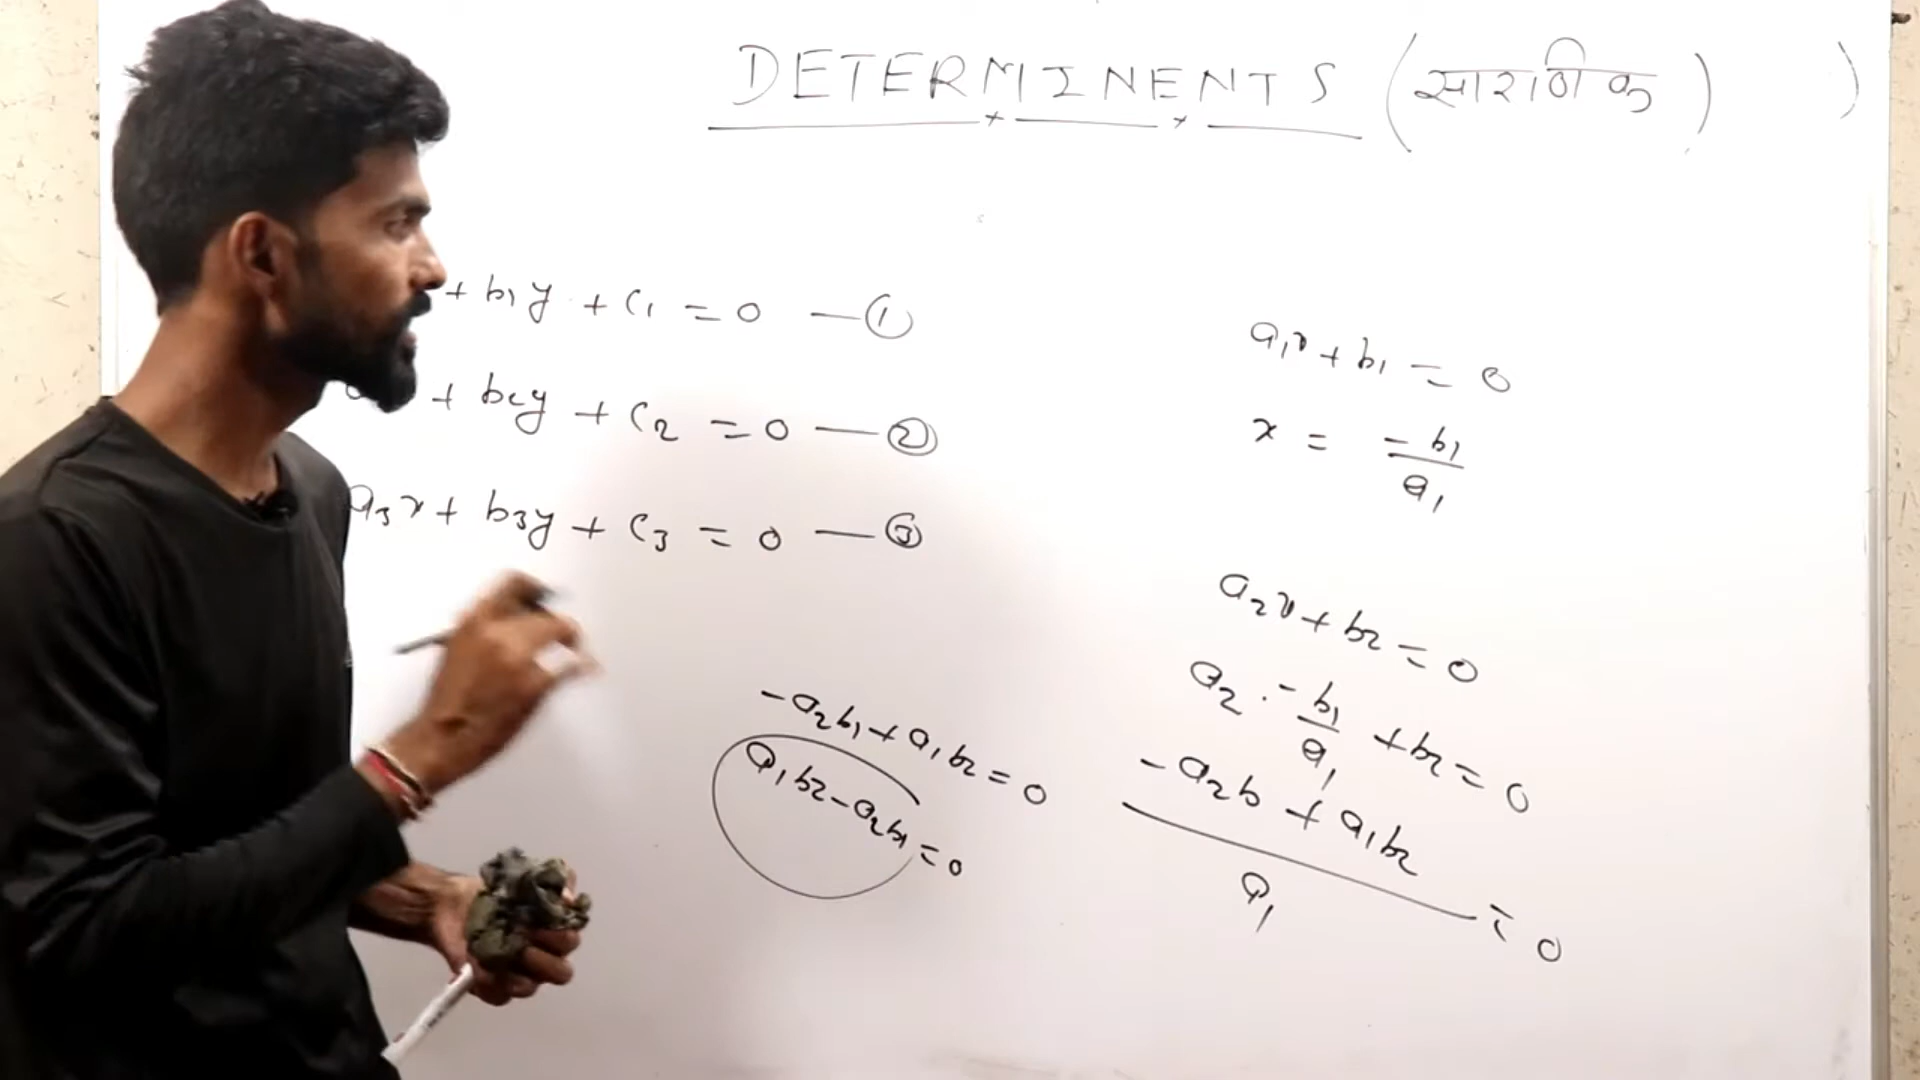 DETERMINENTS (सारणिक)
+ b₁y + c₁ = 0 — ①
+ b₂y + c₂ = 0 — ②
a₃x + b₃y + c₃ = 0 — ③
-a₂b₁ + a₁b₂ = 0
a₁b₂ - a₂b₁ = 0
a₁x + b₁ = 0
x = -b₁/a₁
a₂x + b₂ = 0
a₂ · -b₁/a₁ + b₂ = 0
-a₂b + a₁b₂
a₁ = 0